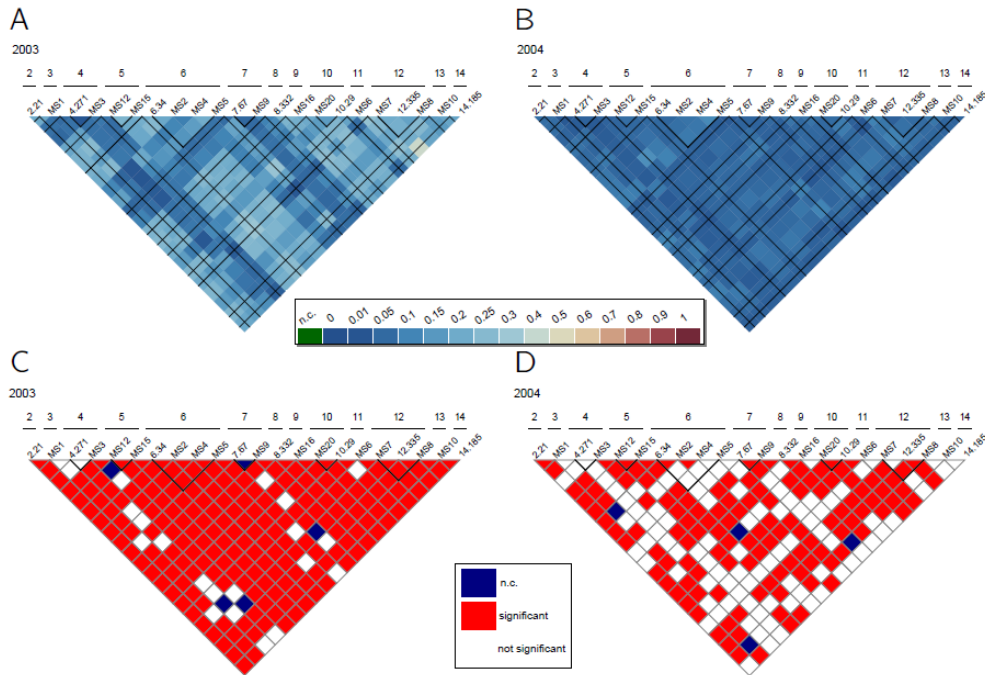 A
B
2003
2004
2 3 4 5 6 7 8 9 10 11 12 13 14
2 3 4 5 6 7 8 9 10 11 12 13 14
2.21 MS1 4.271 MS3 MS12 MS15 6.34 MS2 MS4 MS5 7.67 MS9 8.332 MS16 MS20 10.29 MS6 MS7 12.335 MS8 MS10 14.185
2.21 MS1 4.271 MS3 MS12 MS15 6.34 MS2 MS4 MS5 7.67 MS9 8.332 MS16 MS20 10.29 MS6 MS7 12.335 MS8 MS10 14.185
n.c. 0 0.01 0.05 0.1 0.15 0.2 0.25 0.3 0.4 0.5 0.6 0.7 0.8 0.9 1
C
D
2003
2004
2 3 4 5 6 7 8 9 10 11 12 13 14
2 3 4 5 6 7 8 9 10 11 12 13 14
2.21 MS1 4.271 MS3 MS12 MS15 6.34 MS2 MS4 MS5 7.67 MS9 8.332 MS16 MS20 10.29 MS6 MS7 12.335 MS8 MS10 14.185
2.21 MS1 4.271 MS3 MS12 MS15 6.34 MS2 MS4 MS5 7.67 MS9 8.332 MS16 MS20 10.29 MS6 MS7 12.335 MS8 MS10 14.185
n.c.
significant
not significant